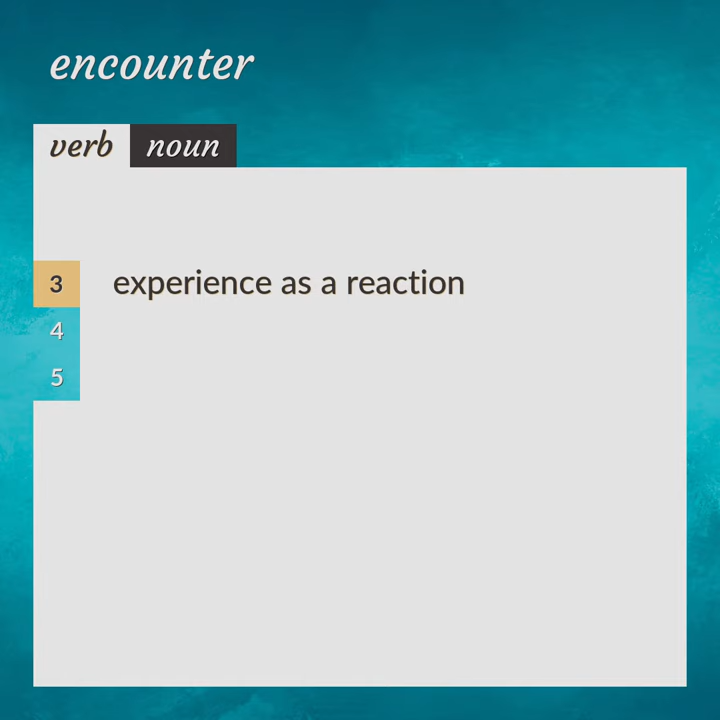 encounter
verb noun
3 experience as a reaction
4
5